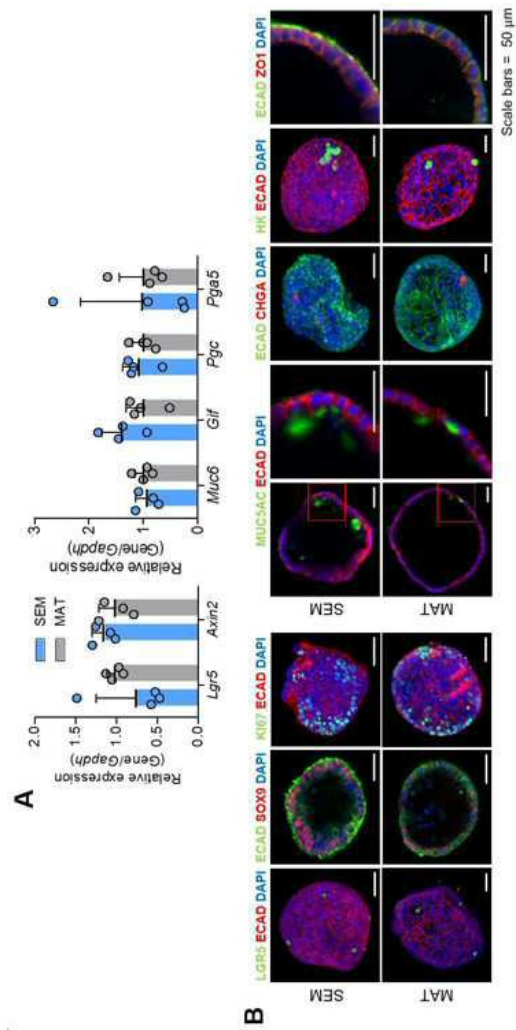 A
Relative expression
(Gene/Gapdh)
2.0
1.5
1.0
0.5
0.0
SEM
MAT
Lgr5
Axin2
Relative expression
(Gene/Gapdh)
3
2
1
0
Muc6
Gif
Pgc
Pga5
B
LGR5 ECAD DAPI
ECAD SOX9 DAPI
KI67 ECAD DAPI
SEM
MAT
MUC5AC ECAD DAPI
ECAD CHGA DAPI
HK ECAD DAPI
ECAD ZO1 DAPI
SEM
MAT
Scale bars = 50 µm